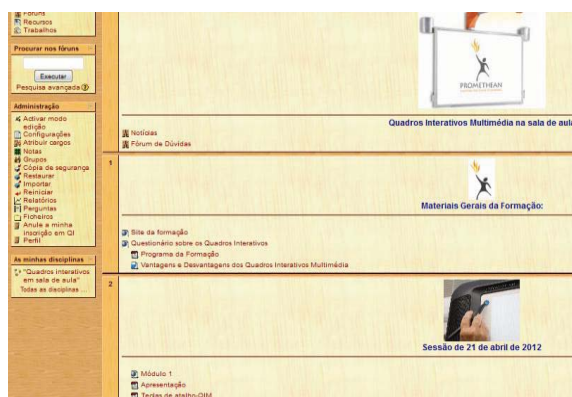 Fóruns
Recursos
Trabalhos
Procurar nos fóruns
Executar
Pesquisa avançada
Administração
Activar modo
edição
Configurações
Atribuir cargos
Notas
Grupos
Cópia de segurança
Restaurar
Importar
Reiniciar
Relatórios
Perguntas
Ficheiros
Anule a minha
inscrição em QI
Perfil
As minhas disciplinas
"Quadros interativos
em sala de aula"
Todas as disciplinas ...
PROMETHEAN
Quadros Interativos Multimédia na sala de aula
Notícias
Fórum de Dúvidas
1
Materiais Gerais da Formação:
Site da formação
Questionário sobre os Quadros Interativos
Programa da Formação
Vantagens e Desvantagens dos Quadros Interativos Multimédia
2
Sessão de 21 de abril de 2012
Módulo 1
Apresentação
Teclas de atalho-QIM